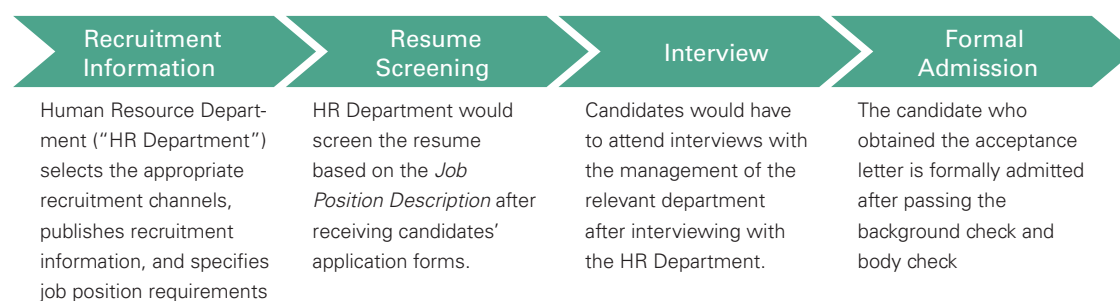 Recruitment
Information
Human Resource Depart-
ment (“HR Department”)
selects the appropriate
recruitment channels,
publishes recruitment
information, and specifies
job position requirements
Resume
Screening
HR Department would
screen the resume
based on the Job
Position Description after
receiving candidates’
application forms.
Interview
Candidates would have
to attend interviews with
the management of the
relevant department
after interviewing with
the HR Department.
Formal
Admission
The candidate who
obtained the acceptance
letter is formally admitted
after passing the
background check and
body check